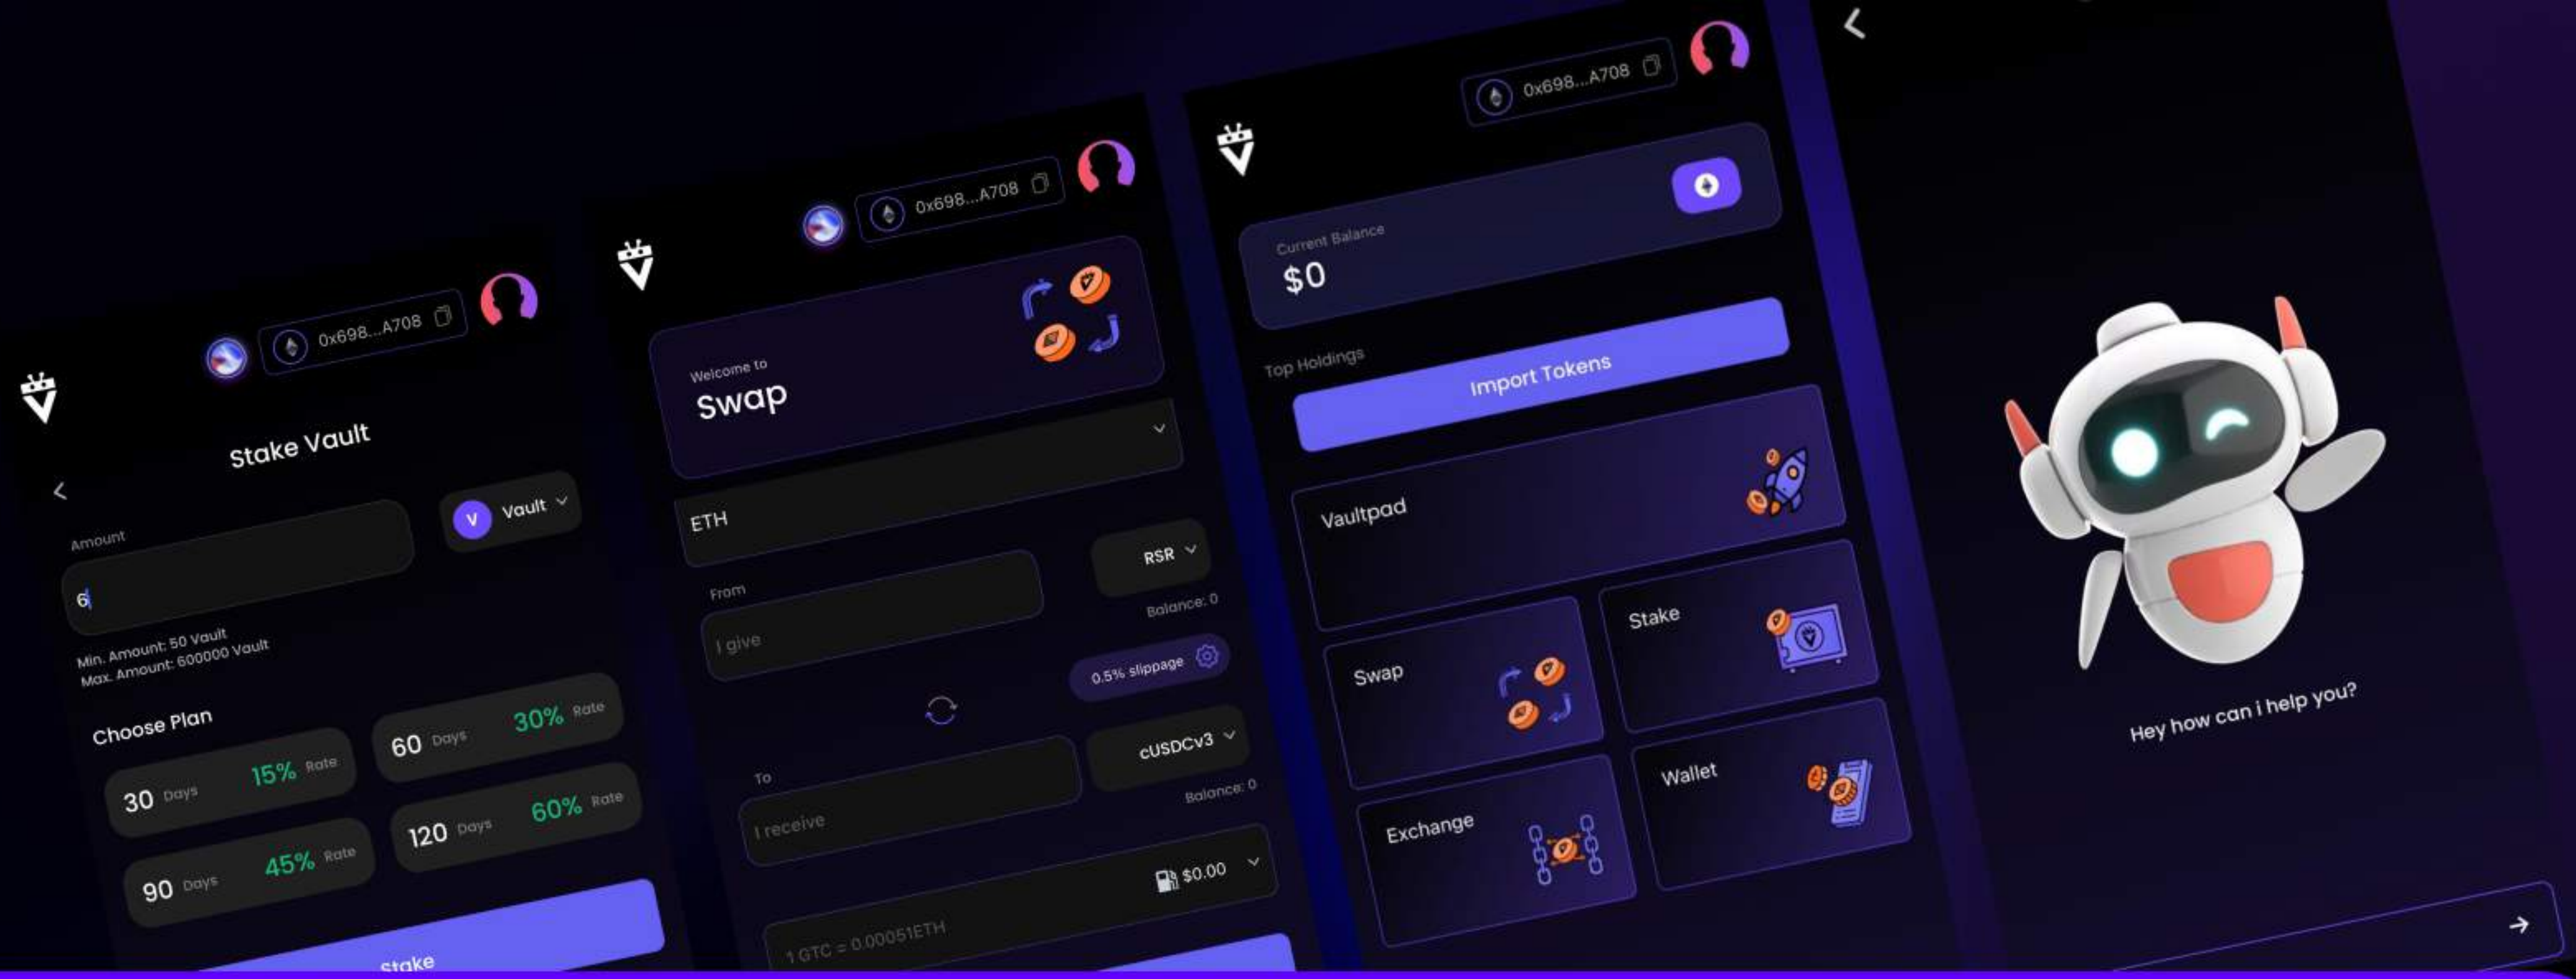 0x698...A708
Stake Vault
Amount
V Vault
6
Min. Amount: 50 Vault
Max. Amount: 600000 Vault
Choose Plan
30 Days 15% Rate
60 Days 30% Rate
90 Days 45% Rate
120 Days 60% Rate
Stake
0x698...A708
Welcome to
Swap
ETH
From
I give
RSR
Balance: 0
0.5% slippage
To
I receive
cUSDCv3
Balance: 0
$0.00
1 GTC = 0.00051ETH
0x698...A708
Current Balance
$0
Top Holdings
Import Tokens
Vaultpad
Swap
Stake
Exchange
Wallet
Hey how can i help you?